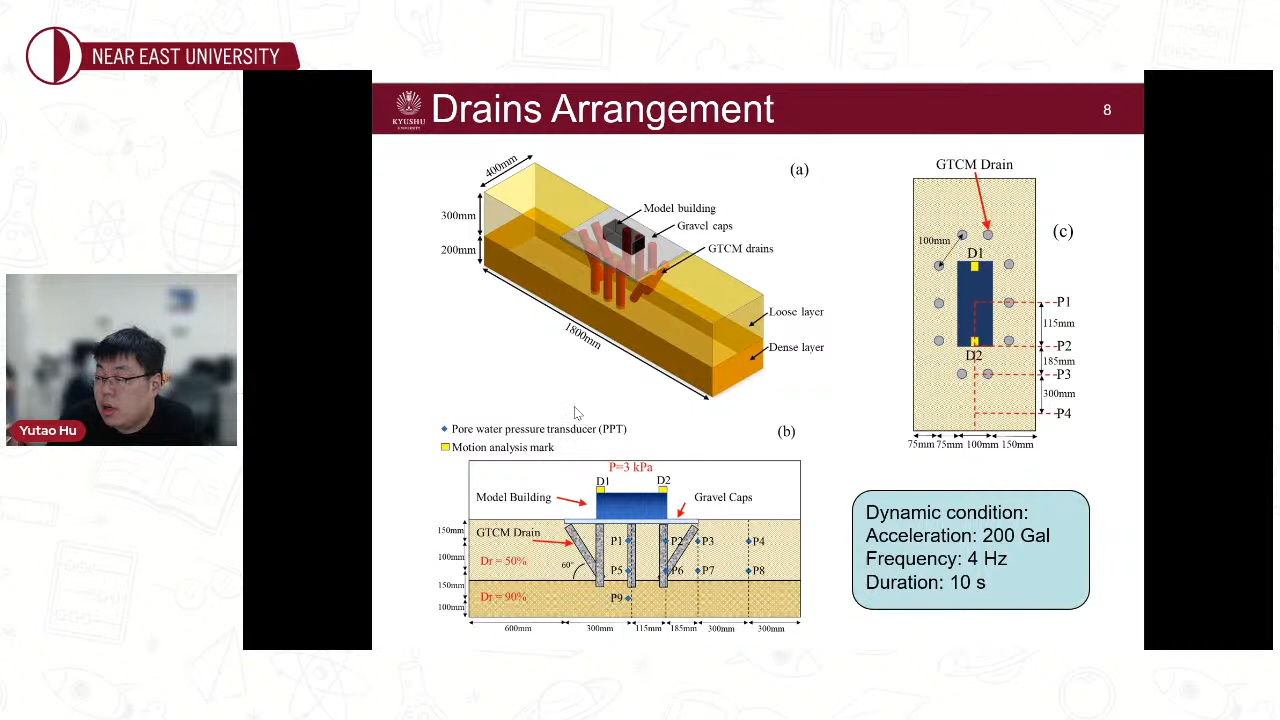 NEAR EAST UNIVERSITY
KYUSHU
UNIVERSITY
Drains Arrangement
8
(a)
400mm
300mm
200mm
1800mm
Model building
Gravel caps
GTCM drains
Loose layer
Dense layer
GTCM Drain
(c)
100mm
D1
P1
115mm
P2
D2
185mm
P3
300mm
P4
75mm 75mm 100mm 150mm
Yutao Hu
Pore water pressure transducer (PPT)
(b)
Motion analysis mark
P=3 kPa
D1 D2
Model Building
Gravel Caps
150mm
GTCM Drain
P1 P2 P3 P4
100mm
Dr = 50%
60°
P5 P6 P7 P8
150mm
Dr = 90%
P9
100mm
600mm 300mm 115mm 185mm 300mm 300mm
Dynamic condition:
Acceleration: 200 Gal
Frequency: 4 Hz
Duration: 10 s